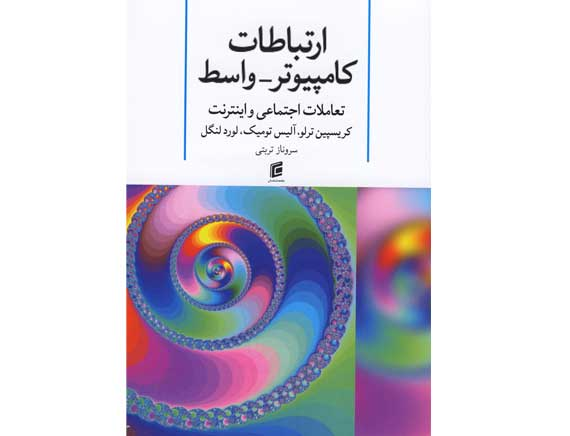 ارتباطات
کامپیوتر - واسط
تعاملات اجتماعی و اینترنت
کریسپین ترلو، آلیس تومیک، لورد لنگل
سروناز تربتی